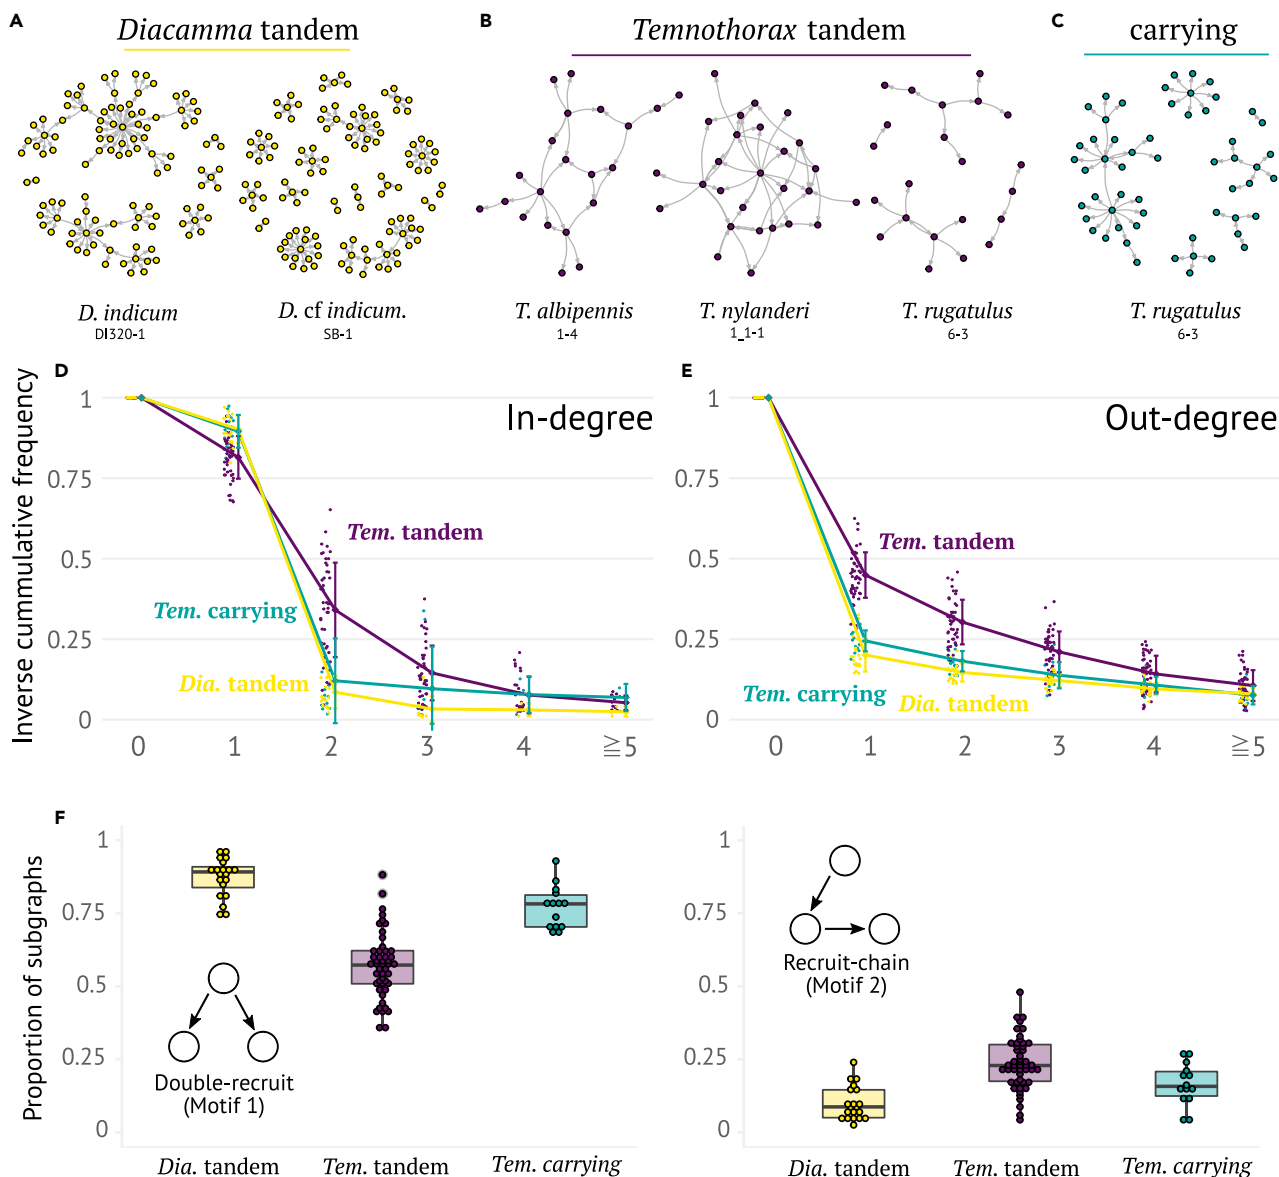 A
Diacamma tandem
B
Temnothorax tandem
C
carrying
D. indicum
DI320-1
D. cf indicum.
SB-1
T. albipennis
1-4
T. nylanderi
1_1-1
T. rugatulus
6-3
T. rugatulus
6-3
D
In-degree
Inverse cummulative frequency
1
0.75
0.5
0.25
0
Tem. tandem
Tem. carrying
Dia. tandem
0 1 2 3 4 ≧5
E
Out-degree
1
0.75
0.5
0.25
0
Tem. tandem
Tem. carrying
Dia. tandem
0 1 2 3 4 ≧5
F
Proportion of subgraphs
1
0.75
0.5
0.25
0
Double-recruit
(Motif 1)
Dia. tandem
Tem. tandem
Tem. carrying
1
0.75
0.5
0.25
0
Recruit-chain
(Motif 2)
Dia. tandem
Tem. tandem
Tem. carrying